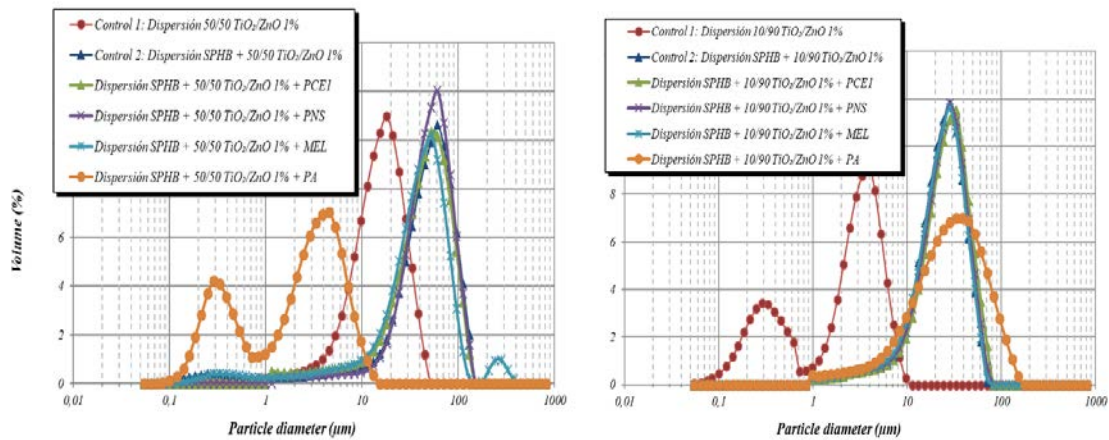 Control 1: Dispersión 50/50 TiO₂/ZnO 1%
Control 2: Dispersión SPHB + 50/50 TiO₂/ZnO 1%
Dispersión SPHB + 50/50 TiO₂/ZnO 1% + PCE1
Dispersión SPHB + 50/50 TiO₂/ZnO 1% + PNS
Dispersión SPHB + 50/50 TiO₂/ZnO 1% + MEL
Dispersión SPHB + 50/50 TiO₂/ZnO 1% + PA
Volume (%)
6
4
2
0
0,01 0,1 1 10 100 1000
Particle diameter (µm)
Control 1: Dispersión 10/90 TiO₂/ZnO 1%
Control 2: Dispersión SPHB + 10/90 TiO₂/ZnO 1%
Dispersión SPHB + 10/90 TiO₂/ZnO 1% + PCE1
Dispersión SPHB + 10/90 TiO₂/ZnO 1% + PNS
Dispersión SPHB + 10/90 TiO₂/ZnO 1% + MEL
Dispersión SPHB + 10/90 TiO₂/ZnO 1% + PA
8
6
4
2
0
0,01 0,1 1 10 100 1000
Particle diameter (µm)